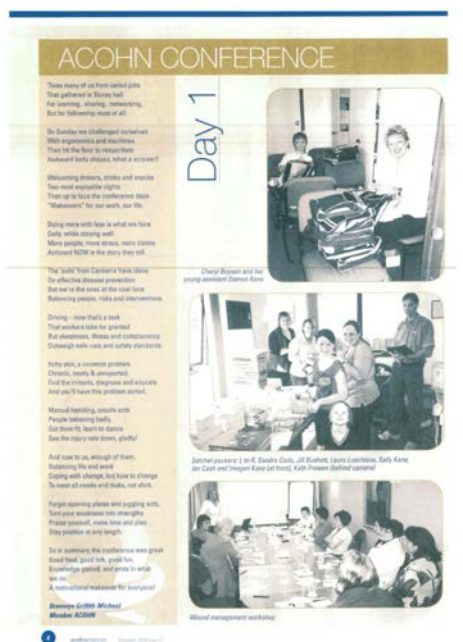 ACOHN CONFERENCE
Twas many of us from varied jobs
That gathered in Storey hall
For learning, sharing, networking,
But for fellowship most of all.
On Sunday we challenged ourselves
With ergonomics and machines
Then hit the floor to researchers
Awkward body shapes, what a scream!!
Welcoming dinners, drinks and snacks
Two most enjoyable nights
Then up to face the conference days
"Makeovers" for our work, our life.
Doing more with less is what we face
Daily, while staying well.
More people, more stress, more claims
Actioned NOW is the story they tell.
The 'suits' from Canberra have ideas
On effective disease prevention
But we're the ones at the coal face
Balancing people, risks and interventions.
Driving – now that's a task
That workers take for granted
But sleepiness, illness and complacency
Outweigh safe care and safety standards.
Itchy skin, a common problem
Chronic, costly & unreported,
Find the irritants, diagnose and educate
And you'll have this problem sorted.
Manual handling, unsafe acts
People behaving badly
Get them fit, learn to dance
See the injury rate down, gladly!
And now to us, enough of them,
Balancing life and work
Coping with change, but how to change
To meet all needs and tasks, not shirk.
Forget spinning plates and juggling acts,
Turn your weakness into strengths
Praise yourself, make time and plan
Stay positive at any length.
So in summary, the conference was great
Good food, good talk, good fun,
Knowledge gained, and pride in what
we do
A motivational makeover for everyone!
Bronwyn Griffith-Michael
Member ACOHN
Day 1
Cheryl Boysen and her
young assistant Damon Kane
Satchel packers: L to R, Sandra Code, Jill Bushell, Laura Loschiavo, Sally Kane,
Ian Cash and Imogen Kane (at front), Kath Frewen (behind camera)
Wound management workshop
4